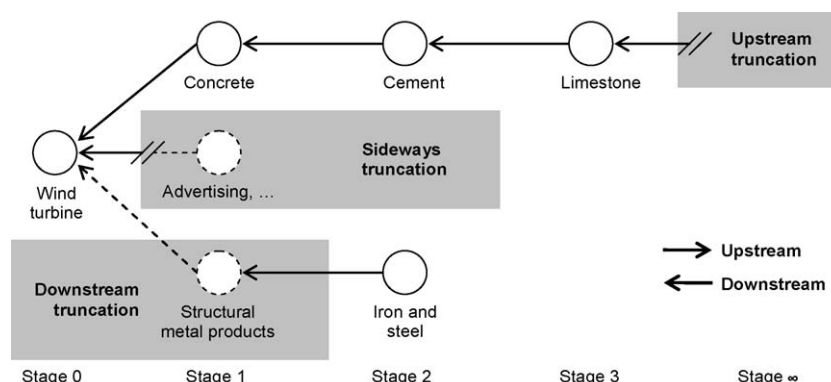 Upstream
truncation
Concrete
Cement
Limestone
Sideways
truncation
Wind
turbine
Advertising, ...
Upstream
Downstream
Downstream
truncation
Structural
metal products
Iron and
steel
Stage 0
Stage 1
Stage 2
Stage 3
Stage ∞